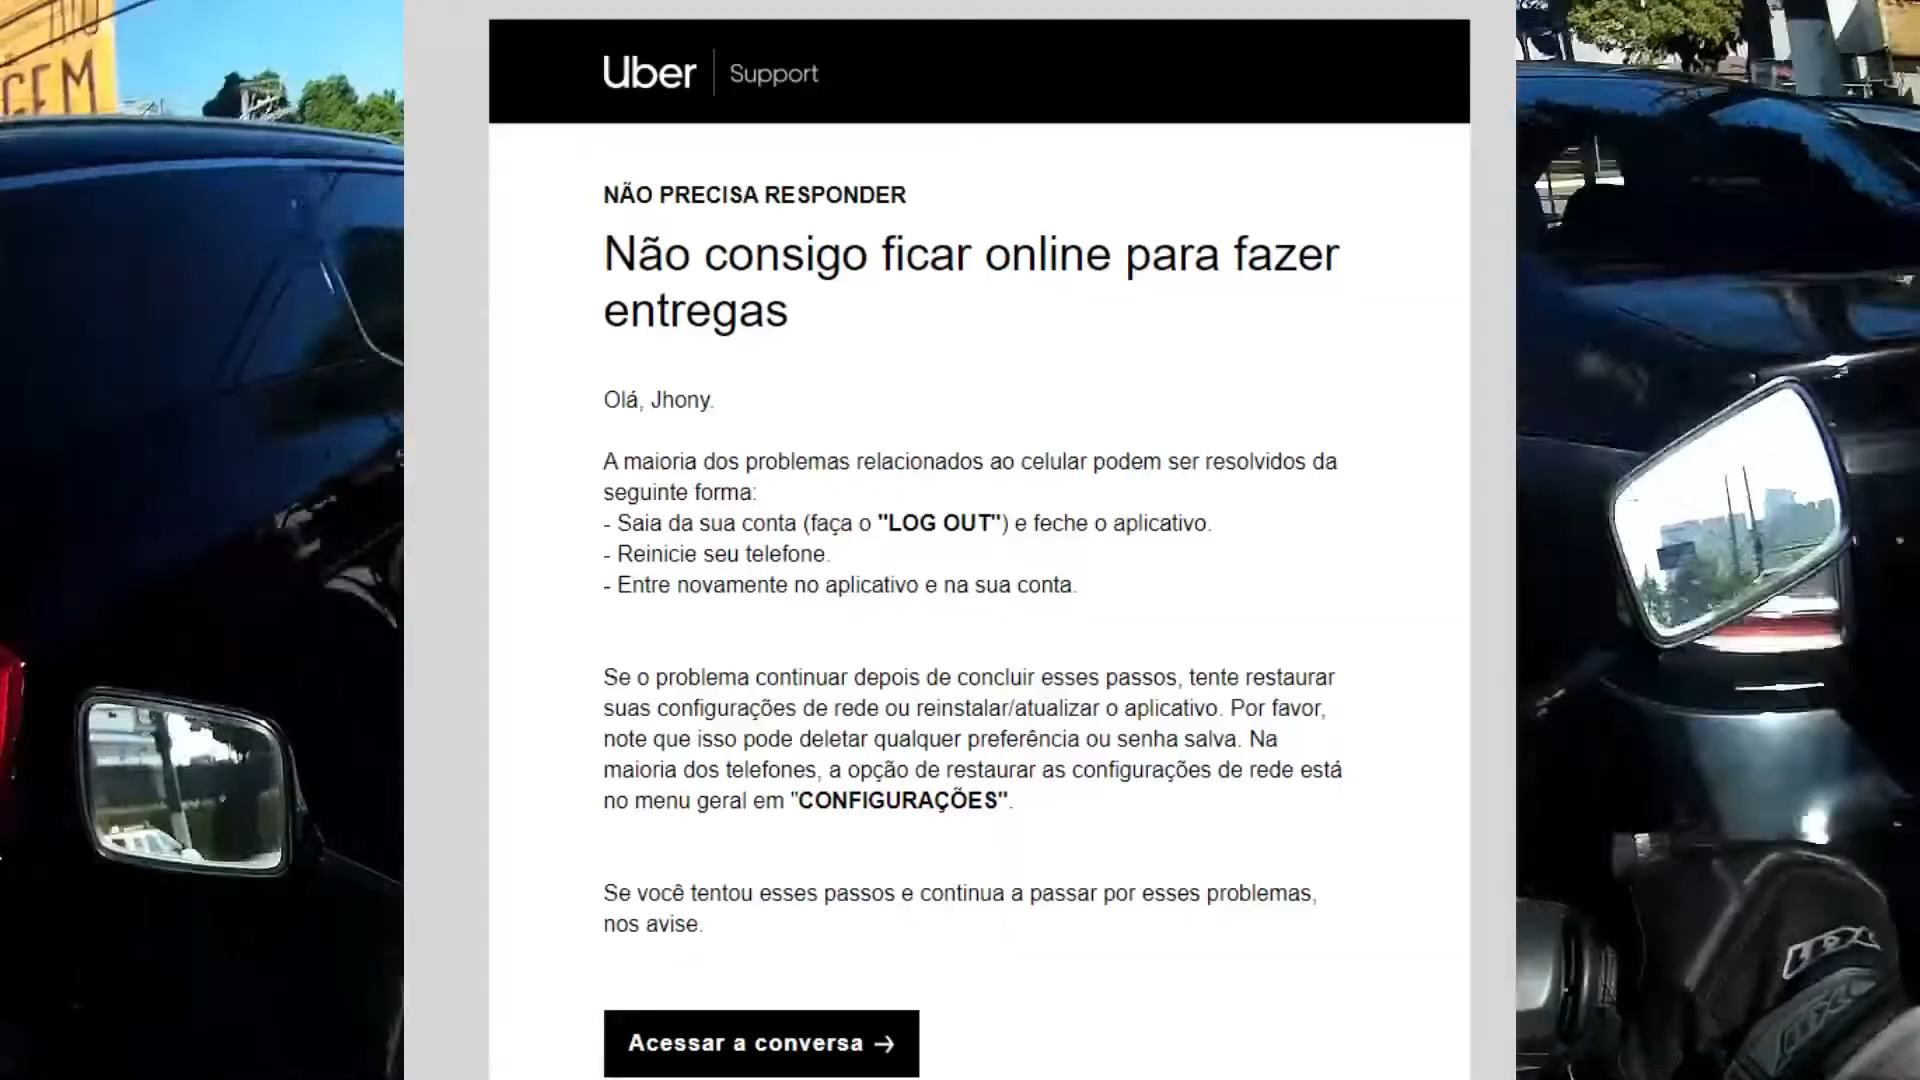 GEM
Uber Support
NÃO PRECISA RESPONDER
Não consigo ficar online para fazer
entregas
Olá, Jhony.
A maioria dos problemas relacionados ao celular podem ser resolvidos da
seguinte forma:
- Saia da sua conta (faça o "LOG OUT") e feche o aplicativo.
- Reinicie seu telefone.
- Entre novamente no aplicativo e na sua conta.
Se o problema continuar depois de concluir esses passos, tente restaurar
suas configurações de rede ou reinstalar/atualizar o aplicativo. Por favor,
note que isso pode deletar qualquer preferência ou senha salva. Na
maioria dos telefones, a opção de restaurar as configurações de rede está
no menu geral em "CONFIGURAÇÕES".
Se você tentou esses passos e continua a passar por esses problemas,
nos avise.
Acessar a conversa →